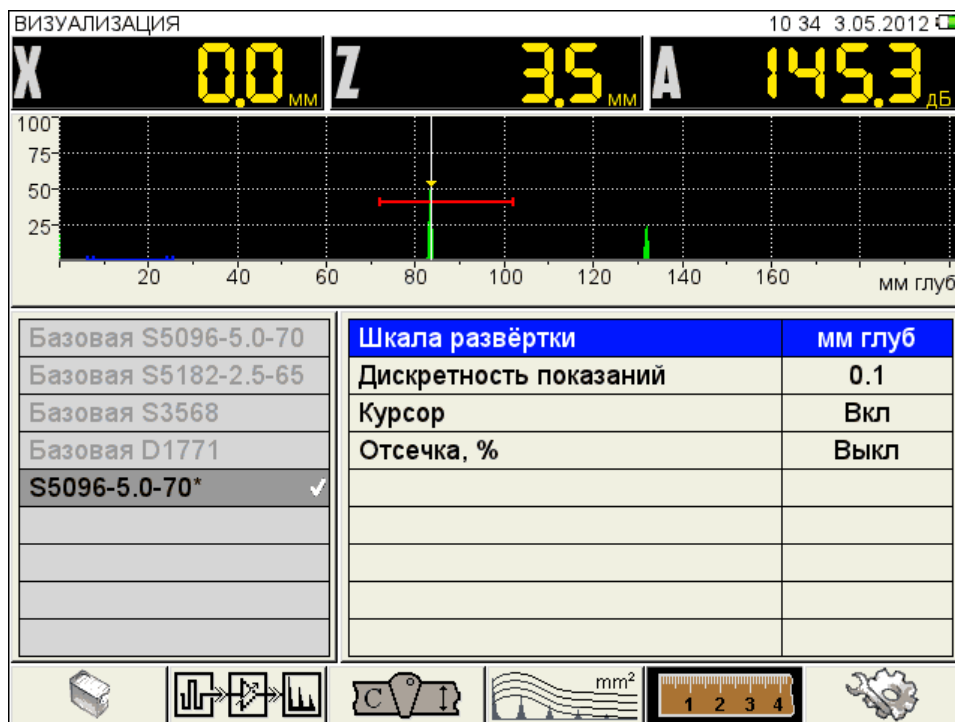 ВИЗУАЛИЗАЦИЯ 10 34 3.05.2012
X 0.0 мм Z 3.5 мм A 145.3 дБ
100
75
50
25
20 40 60 80 100 120 140 160 мм глуб
Базовая S5096-5.0-70
Базовая S5182-2.5-65
Базовая S3568
Базовая D1771
S5096-5.0-70*
Шкала развёртки мм глуб
Дискретность показаний 0.1
Курсор Вкл
Отсечка, % Выкл
C mm² 1 2 3 4